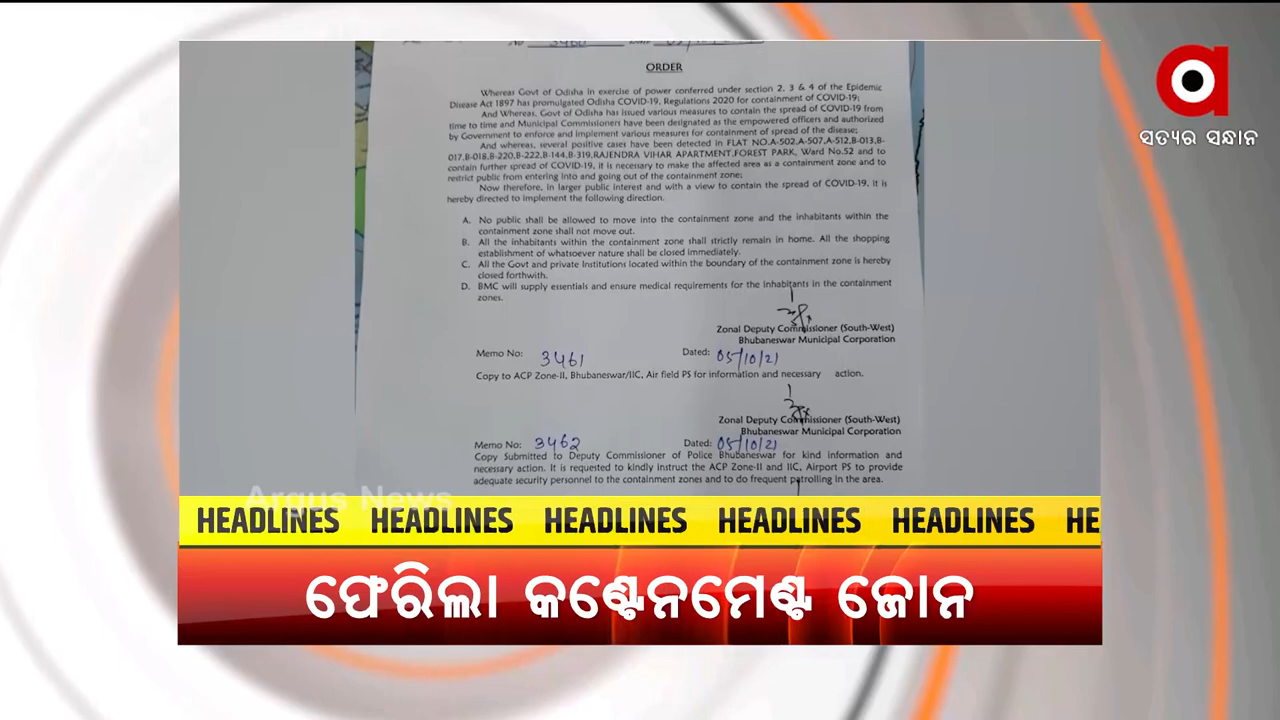 No 3460 Date 05/10/21
ORDER
Whereas Govt of Odisha in exercise of power conferred under section 2, 3 & 4 of the Epidemic
Disease Act 1897 has promulgated Odisha COVID-19, Regulations 2020 for containment of COVID-19;
And Whereas, Govt of Odisha has issued various measures to contain the spread of COVID-19 from
time to time and Municipal Commissioners have been designated as the empowered officers and authorized
by Government to enforce and implement various measures for containment of spread of the disease;
And whereas, several positive cases have been detected in FLAT NO.A-502,A-507,A-512,B-013,B-
017,B-018,B-220,B-222,B-144,B-319,RAJENDRA VIHAR APARTMENT,FOREST PARK, Ward No.52 and to
contain further spread of COVID-19, it is necessary to make the affected area as a containment zone and to
restrict public from entering into and going out of the containment zone;
Now therefore, in larger public interest and with a view to contain the spread of COVID-19, it is
hereby directed to implement the following direction.
A. No public shall be allowed to move into the containment zone and the inhabitants within the
containment zone shall not move out.
B. All the inhabitants within the containment zone shall strictly remain in home. All the shopping
establishment of whatsoever nature shall be closed immediately.
C. All the Govt and private Institutions located within the boundary of the containment zone is hereby
closed forthwith.
D. BMC will supply essentials and ensure medical requirements for the inhabitants in the containment
zones.
Zonal Deputy Commissioner (South-West)
Bhubaneswar Municipal Corporation
Memo No: 3461 Dated: 05/10/21
Copy to ACP Zone-II, Bhubaneswar/IIC, Air field PS for information and necessary action.
Zonal Deputy Commissioner (South-West)
Bhubaneswar Municipal Corporation
Memo No: 3462 Dated: 05/10/21
Copy Submitted to Deputy Commissioner of Police Bhubaneswar for kind information and
necessary action. It is requested to kindly instruct the ACP Zone-II and IIC, Airport PS to provide
adequate security personnel to the containment zones and to do frequent patrolling in the area.
Argus News
HEADLINES HEADLINES HEADLINES HEADLINES HEADLINES HE
ଫେରିଲା କଣ୍ଟେନମେଣ୍ଟ ଜୋନ
a
ସତ୍ୟର ସନ୍ଧାନ